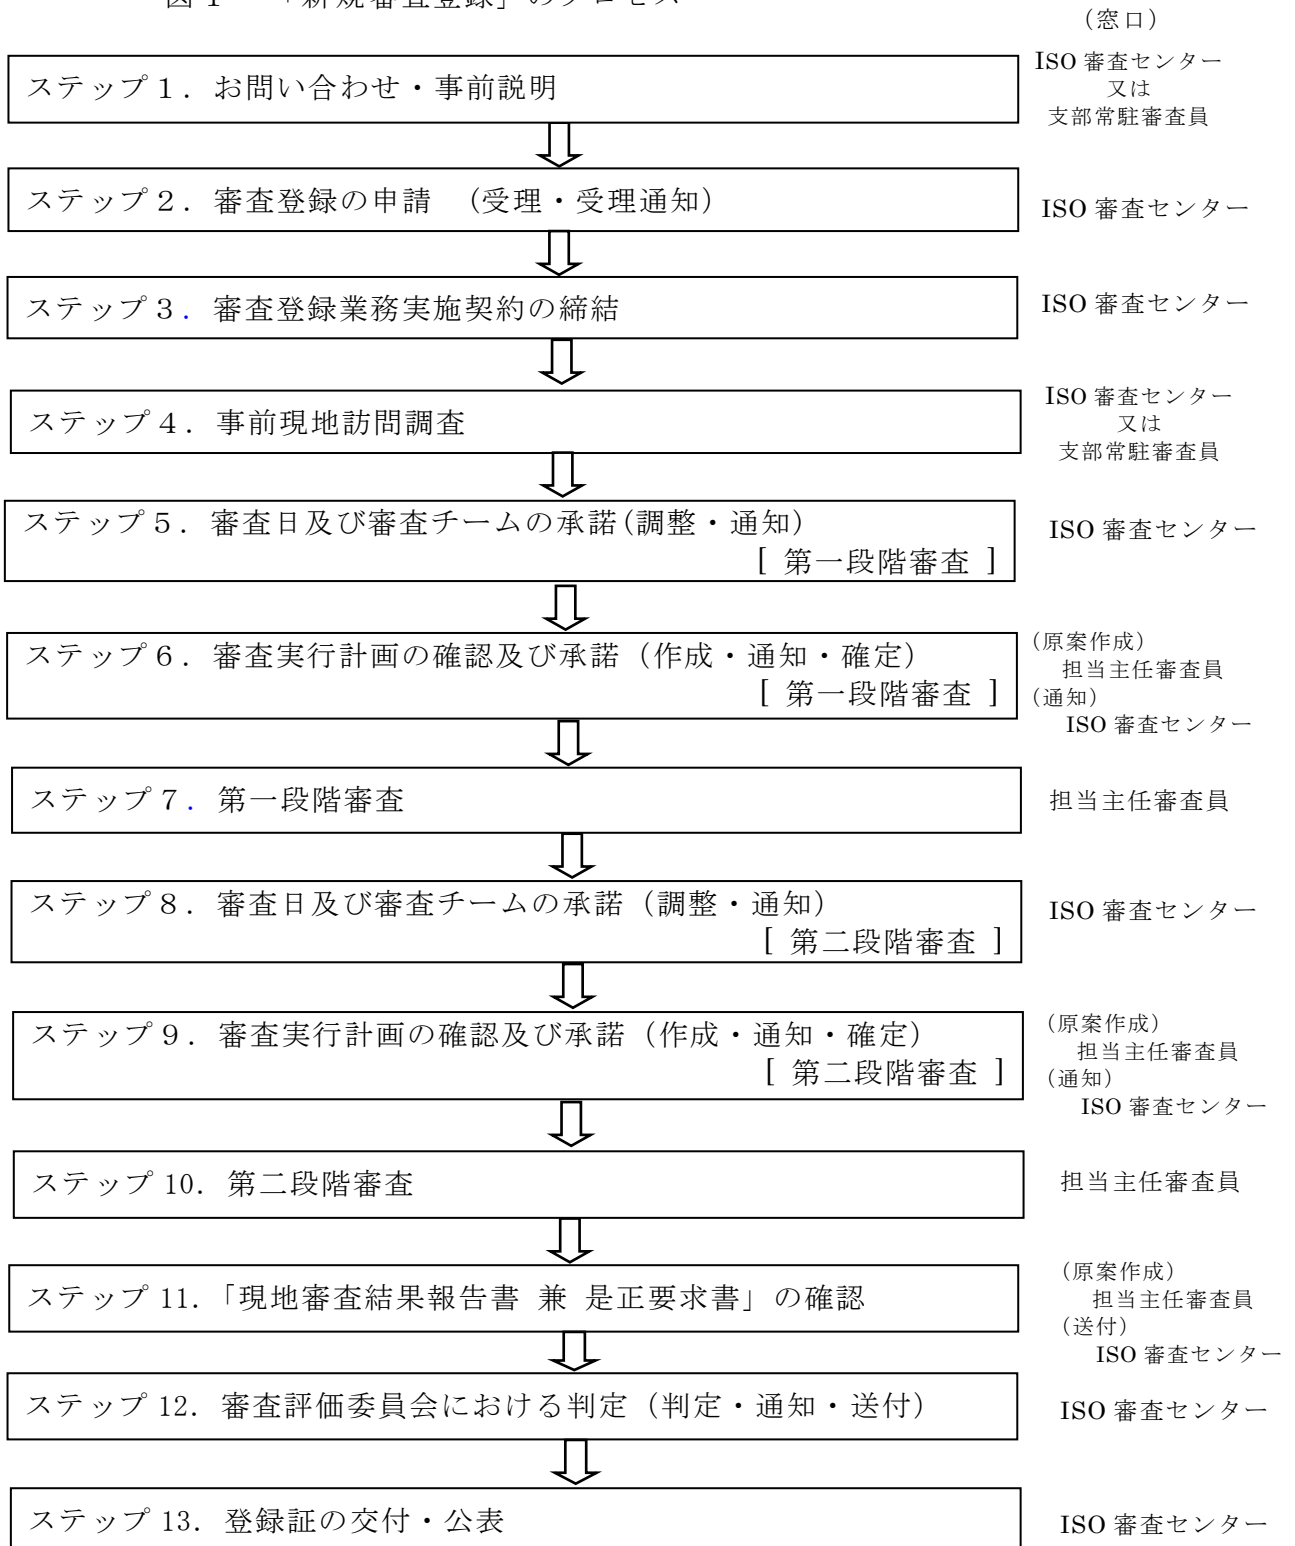 図１ 「新規審査登録」のプロセス
（窓口）
ステップ１．お問い合わせ・事前説明
ISO 審査センター
又は
支部常駐審査員
ステップ２．審査登録の申請 （受理・受理通知）
ISO 審査センター
ステップ３．審査登録業務実施契約の締結
ISO 審査センター
ステップ４．事前現地訪問調査
ISO 審査センター
又は
支部常駐審査員
ステップ５．審査日及び審査チームの承諾(調整・通知)
[ 第一段階審査 ]
ISO 審査センター
ステップ６．審査実行計画の確認及び承諾（作成・通知・確定）
[ 第一段階審査 ]
（原案作成）
担当主任審査員
（通知）
ISO 審査センター
ステップ７．第一段階審査
担当主任審査員
ステップ８．審査日及び審査チームの承諾（調整・通知）
[ 第二段階審査 ]
ISO 審査センター
ステップ９．審査実行計画の確認及び承諾（作成・通知・確定）
[ 第二段階審査 ]
（原案作成）
担当主任審査員
（通知）
ISO 審査センター
ステップ 10．第二段階審査
担当主任審査員
ステップ 11．「現地審査結果報告書 兼 是正要求書」の確認
（原案作成）
担当主任審査員
（送付）
ISO 審査センター
ステップ 12．審査評価委員会における判定（判定・通知・送付）
ISO 審査センター
ステップ 13．登録証の交付・公表
ISO 審査センター